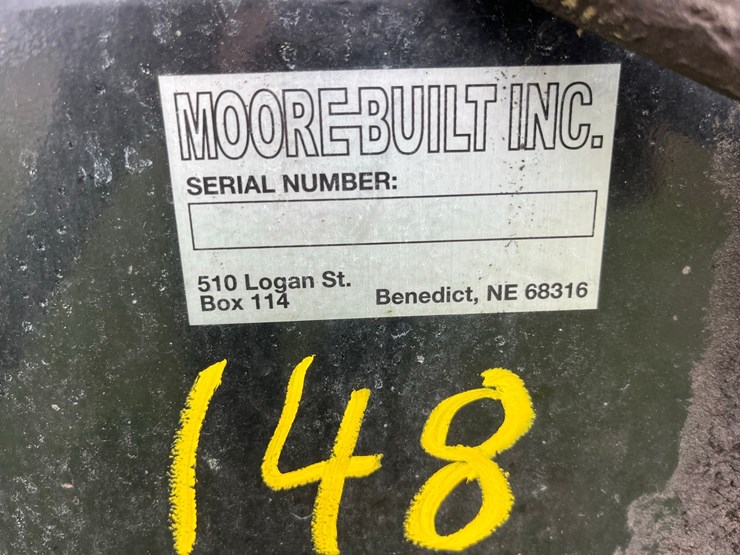 MOORE-BUILT INC.
SERIAL NUMBER:
510 Logan St.
Box 114
Benedict, NE 68316
148